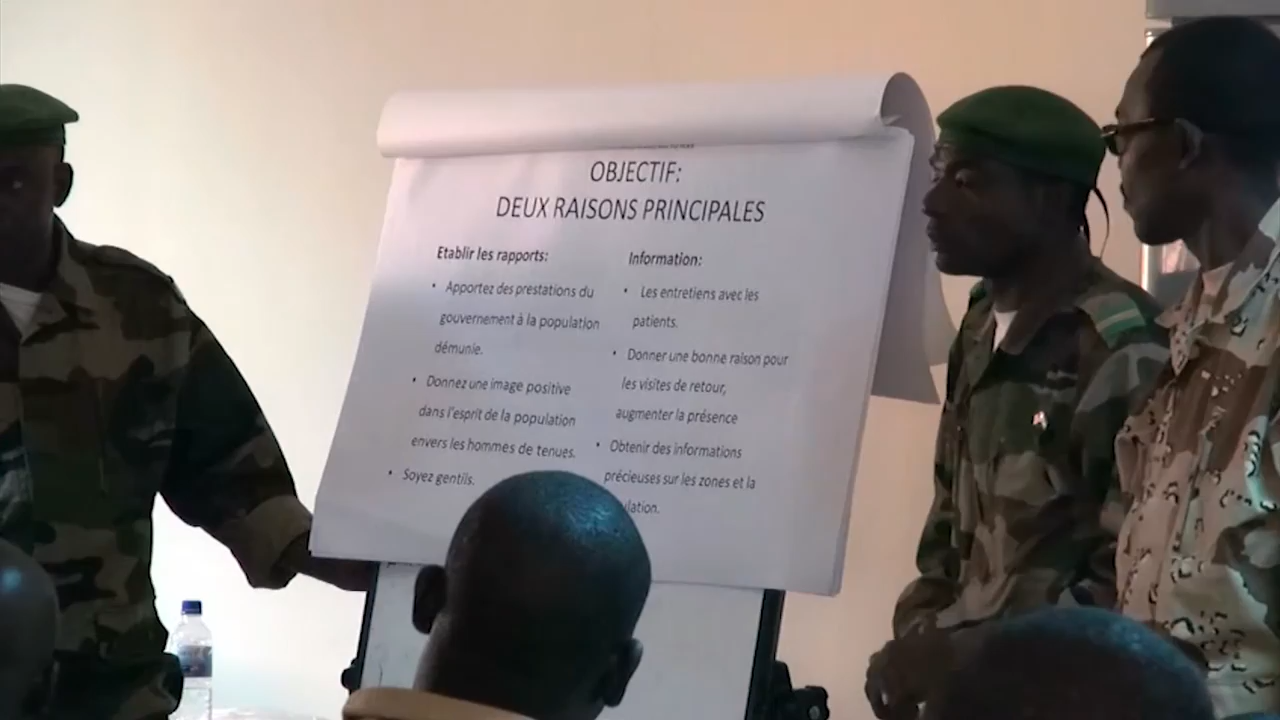 OBJECTIF:
DEUX RAISONS PRINCIPALES
Etablir les rapports:
• Apportez des prestations du
gouvernement à la population
démunie.
• Donnez une image positive
dans l'esprit de la population
envers les hommes de tenues.
• Soyez gentils.
Information:
• Les entretiens avec les
patients.
• Donner une bonne raison pour
les visites de retour,
augmenter la présence
• Obtenir des informations
précieuses sur les zones et la